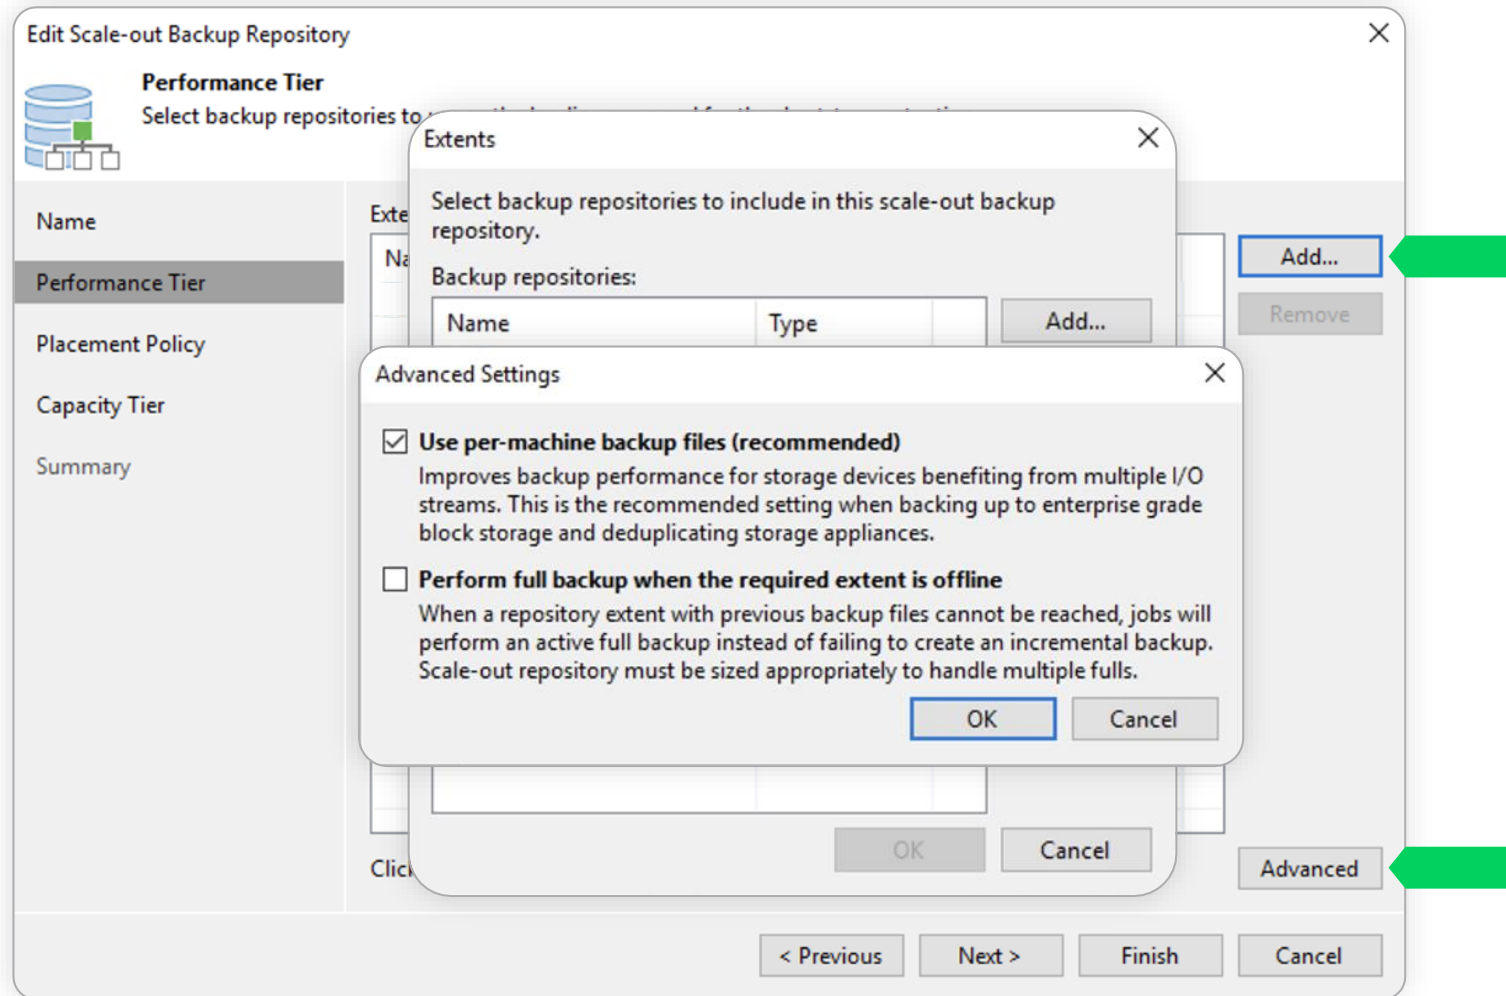 Edit Scale-out Backup Repository
Performance Tier
Select backup repositories to
Extents
Select backup repositories to include in this scale-out backup
repository.
Backup repositories:
Name
Type
Add...
Name
Performance Tier
Placement Policy
Capacity Tier
Summary
Add...
Remove
Advanced Settings
Use per-machine backup files (recommended)
Improves backup performance for storage devices benefiting from multiple I/O
streams. This is the recommended setting when backing up to enterprise grade
block storage and deduplicating storage appliances.
Perform full backup when the required extent is offline
When a repository extent with previous backup files cannot be reached, jobs will
perform an active full backup instead of failing to create an incremental backup.
Scale-out repository must be sized appropriately to handle multiple fulls.
OK
Cancel
OK
Cancel
Advanced
< Previous
Next >
Finish
Cancel